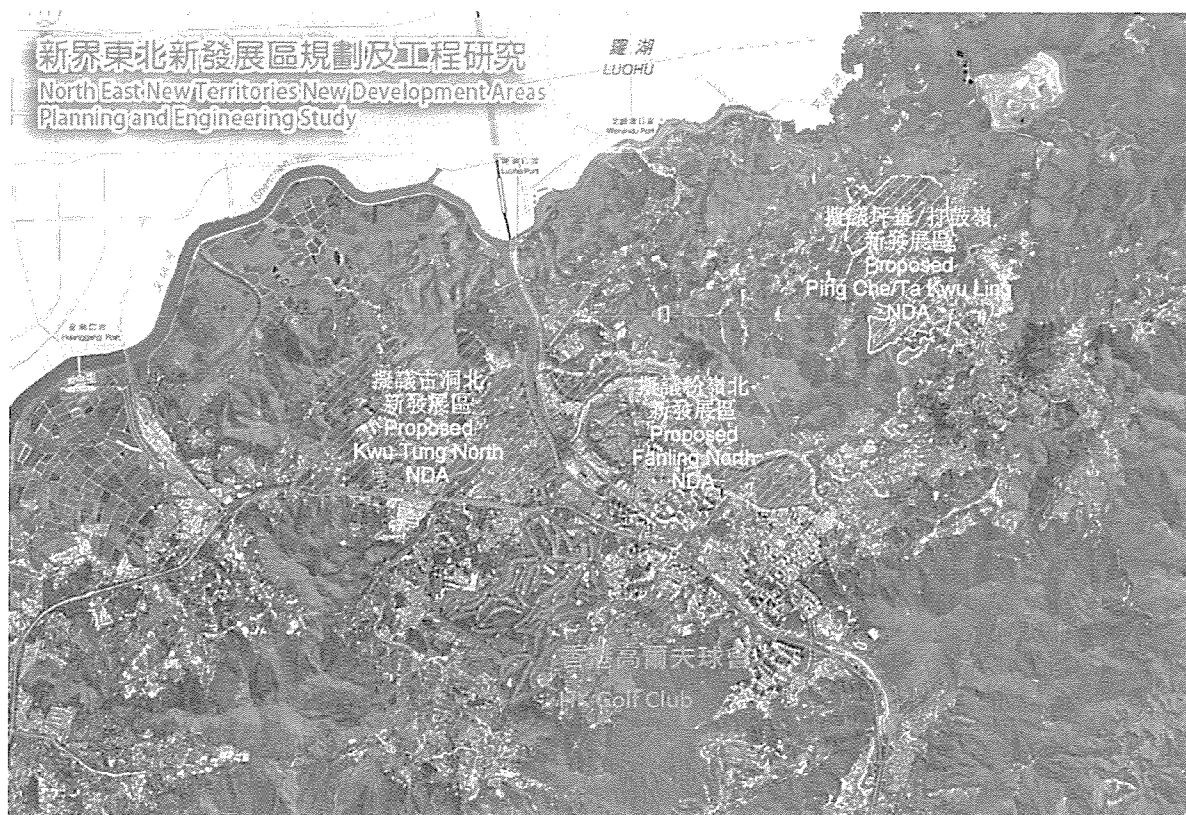 新界東北新發展區規劃及工程研究
North East New Territories New Development Areas
Planning and Engineering Study
羅湖
LUOHU
擬議坪輋/打鼓嶺
新發展區
Proposed
Ping Che/Ta Kwu Ling
NDA
擬議古洞北
新發展區
Proposed
Kwu Tung North
NDA
擬議粉嶺北
新發展區
Proposed
Fanling North
NDA
香港高爾夫球會
HK Golf Club